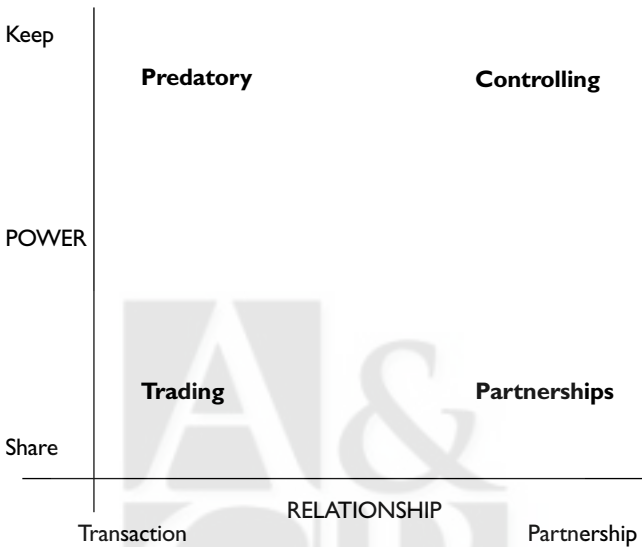 Keep
Predatory
Controlling
POWER
Trading
Partnerships
Share
RELATIONSHIP
Transaction
Partnership
A&